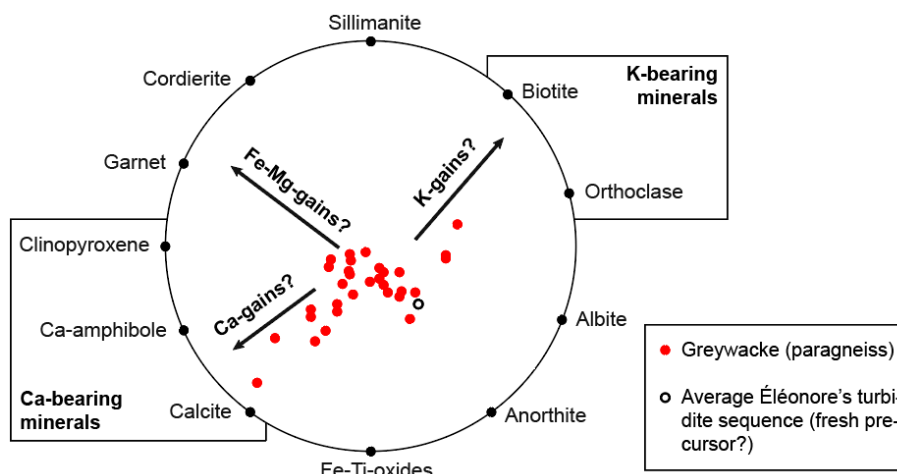 Sillimanite
Cordierite
Biotite
K-bearing
minerals
Garnet
Fe-Mg-gains?
K-gains?
Orthoclase
Clinopyroxene
Ca-gains?
Ca-amphibole
Albite
Ca-bearing
minerals
Calcite
Anorthite
Fe-Ti-oxides
Greywacke (paragneiss)
Average Éléonore's turbi-
dite sequence (fresh pre-
cursor?)